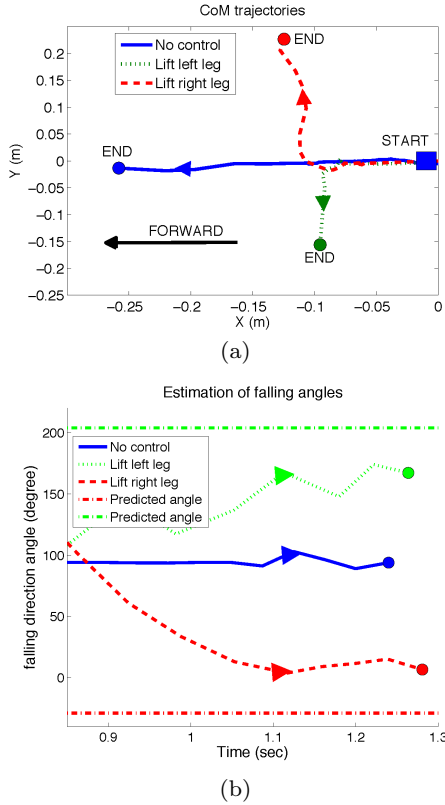 CoM trajectories
No control
Lift left leg
Lift right leg
END
START
END
FORWARD
END
0.2
0.15
0.1
0.05
0
−0.05
−0.1
−0.15
−0.2
−0.25
Y (m)
−0.25 −0.2 −0.15 −0.1 −0.05 0
X (m)
(a)
Estimation of falling angles
No control
Lift left leg
Lift right leg
Predicted angle
Predicted angle
200
150
100
50
0
falling direction angle (degree)
0.9 1 1.1 1.2 1.3
Time (sec)
(b)